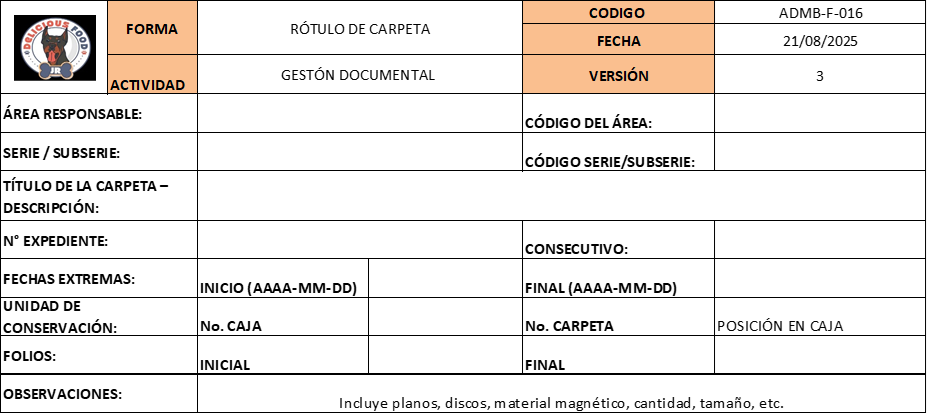 DELICIOUS FOOD
JR
FORMA
RÓTULO DE CARPETA
CODIGO
ADMB-F-016
FECHA
21/08/2025
ACTIVIDAD
GESTÓN DOCUMENTAL
VERSIÓN
3
ÁREA RESPONSABLE:
CÓDIGO DEL ÁREA:
SERIE / SUBSERIE:
CÓDIGO SERIE/SUBSERIE:
TÍTULO DE LA CARPETA –
DESCRIPCIÓN:
N° EXPEDIENTE:
CONSECUTIVO:
FECHAS EXTREMAS:
INICIO (AAAA-MM-DD)
FINAL (AAAA-MM-DD)
UNIDAD DE
CONSERVACIÓN:
No. CAJA
No. CARPETA
POSICIÓN EN CAJA
FOLIOS:
INICIAL
FINAL
OBSERVACIONES:
Incluye planos, discos, material magnético, cantidad, tamaño, etc.